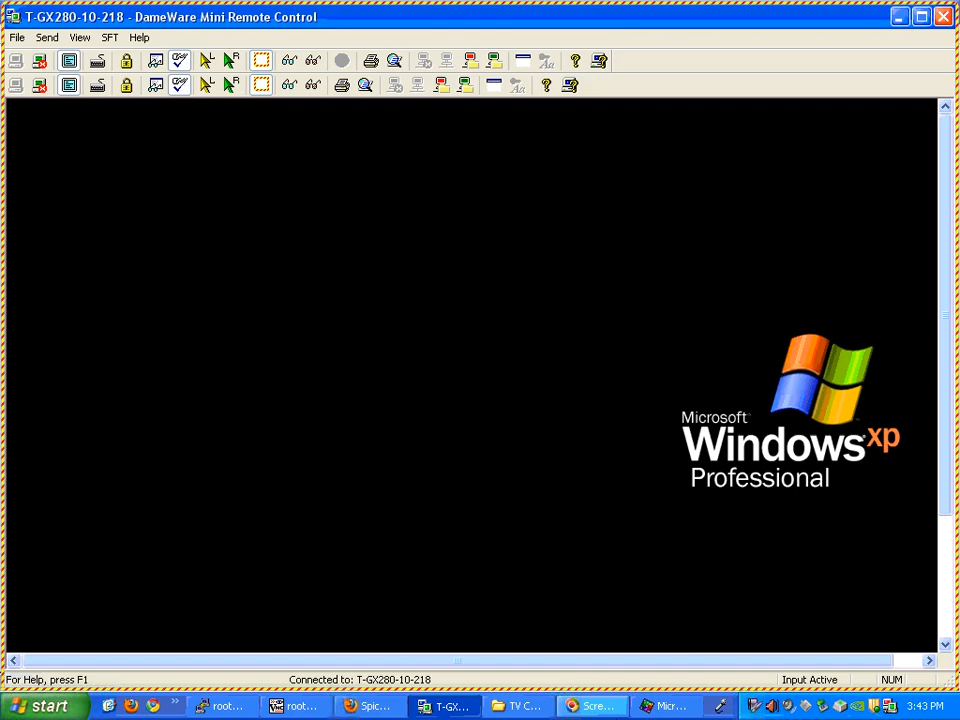 T-GX280-10-218 - DameWare Mini Remote Control
File Send View SFT Help
Microsoft
Windows xp
Professional
For Help, press F1 Connected to: T-GX280-10-218 Input Active NUM
start root... root... Spic... T-GX... TV C... Scre... Micr... 3:43 PM